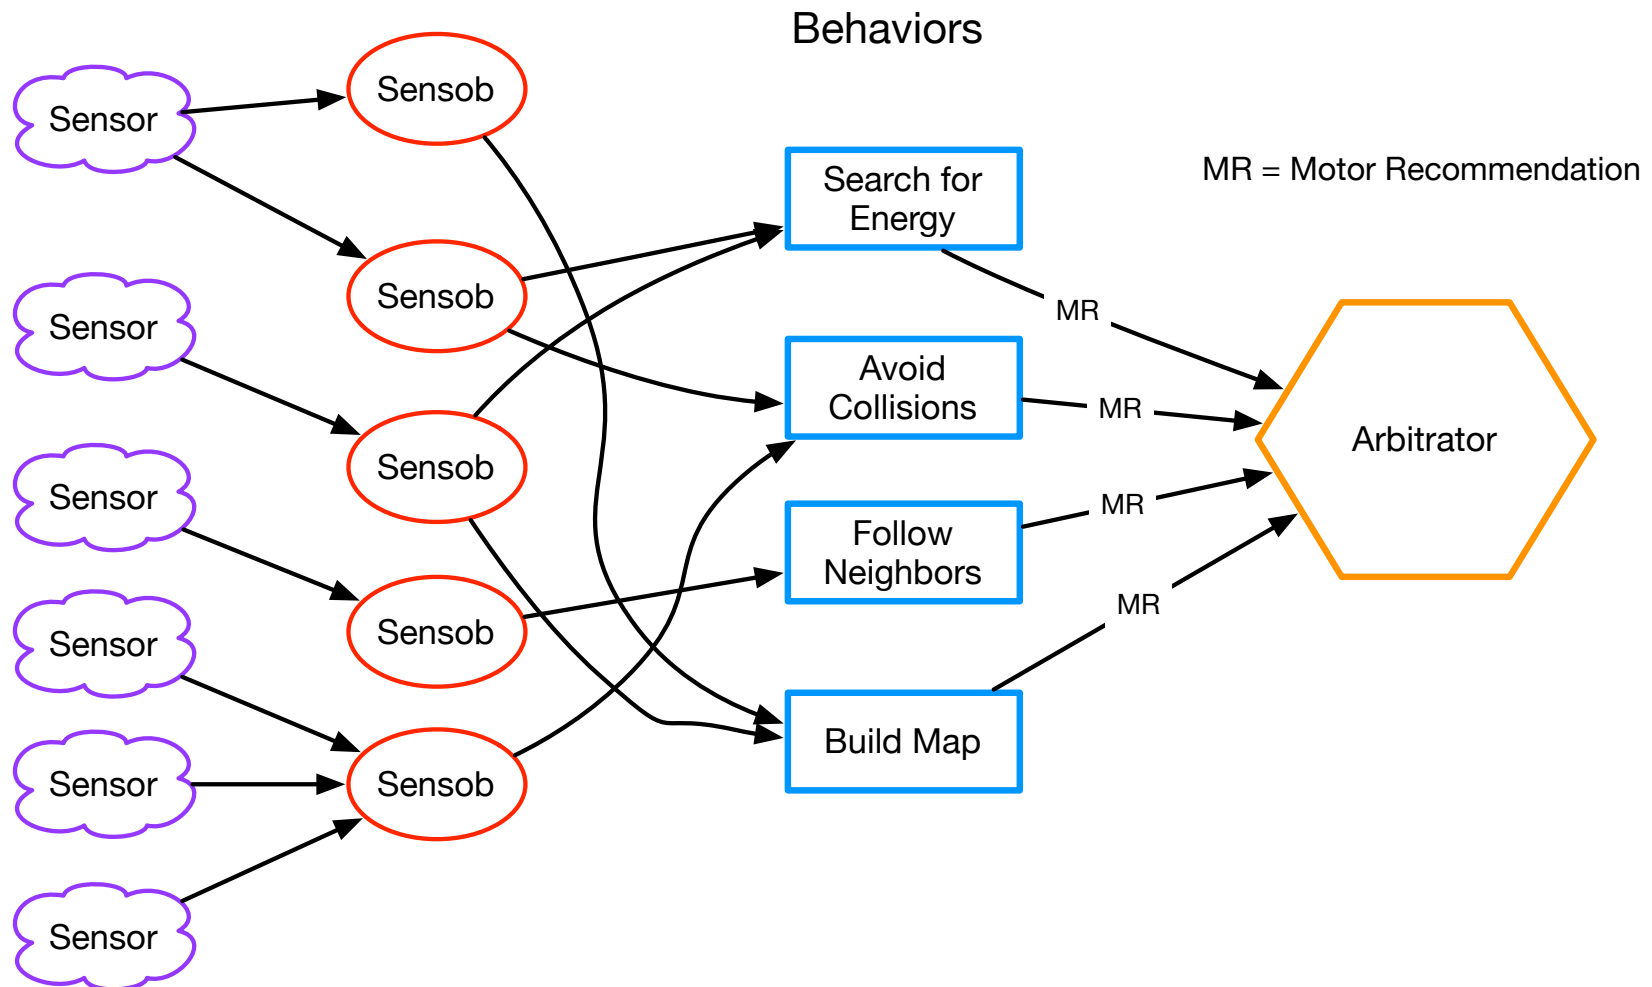 Behaviors
Sensor
Sensor
Sensor
Sensor
Sensor
Sensor
Sensob
Sensob
Sensob
Sensob
Sensob
Search for
Energy
Avoid
Collisions
Follow
Neighbors
Build Map
MR
MR
MR
MR
MR = Motor Recommendation
Arbitrator